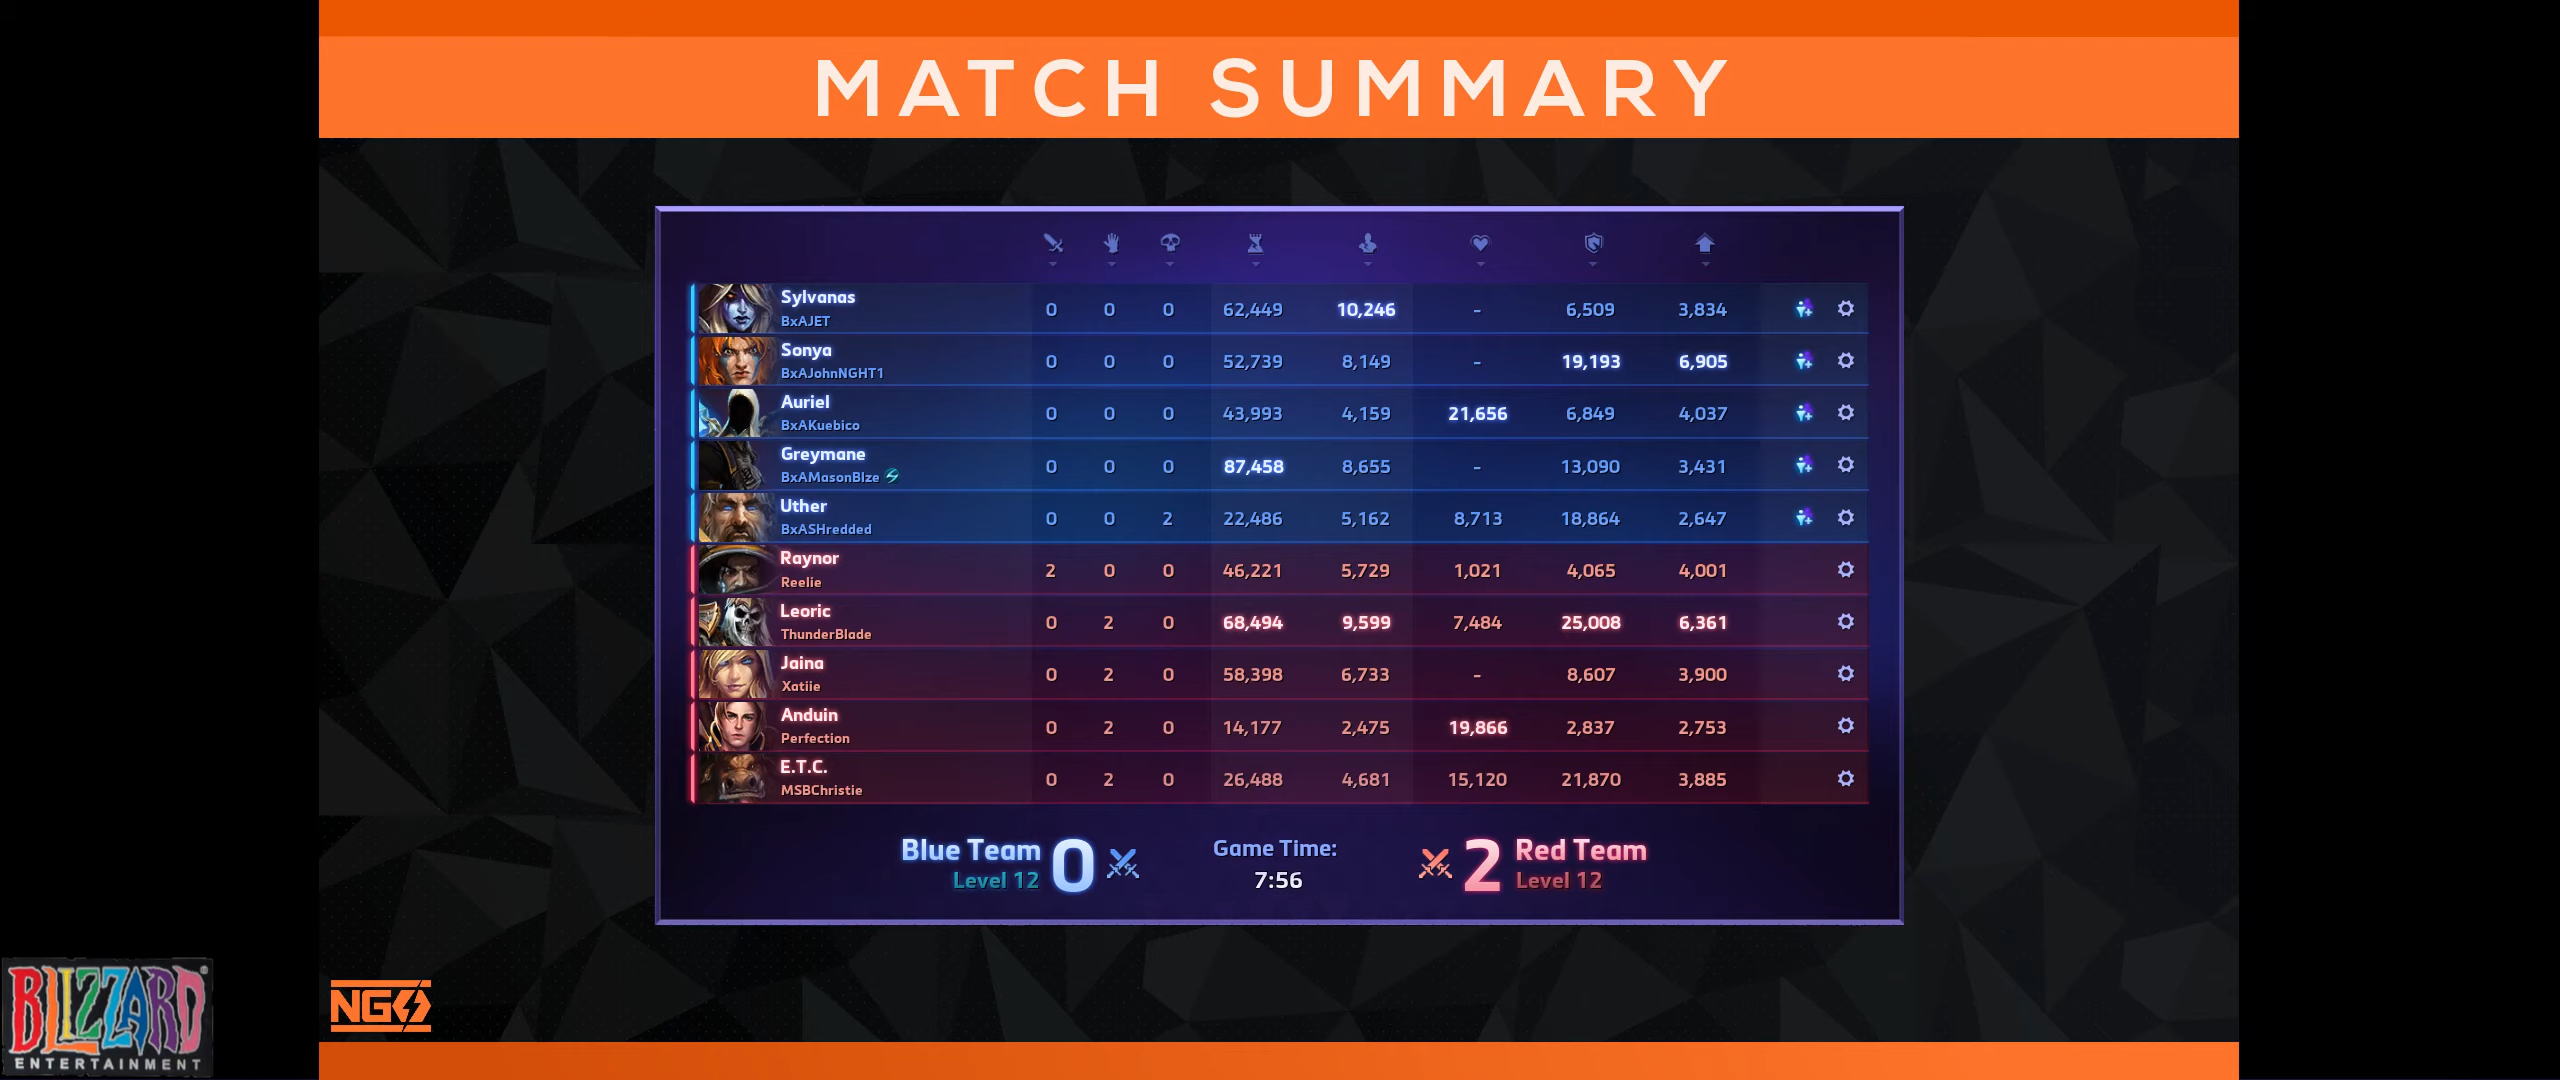 MATCH SUMMARY
Sylvanas
BxAJET
0 0 0 62,449 10,246 - 6,509 3,834
Sonya
BxAJohnNGHT1
0 0 0 52,739 8,149 - 19,193 6,905
Auriel
BxAKuebico
0 0 0 43,993 4,159 21,656 6,849 4,037
Greymane
BxAMasonBlze
0 0 0 87,458 8,655 - 13,090 3,431
Uther
BxASHredded
0 0 2 22,486 5,162 8,713 18,864 2,647
Raynor
Reelie
2 0 0 46,221 5,729 1,021 4,065 4,001
Leoric
ThunderBlade
0 2 0 68,494 9,599 7,484 25,008 6,361
Jaina
Xatiie
0 2 0 58,398 6,733 - 8,607 3,900
Anduin
Perfection
0 2 0 14,177 2,475 19,866 2,837 2,753
E.T.C.
MSBChristie
0 2 0 26,488 4,681 15,120 21,870 3,885
Blue Team 0
Level 12
Game Time:
7:56
2 Red Team
Level 12
BLIZZARD®
ENTERTAINMENT
NGS